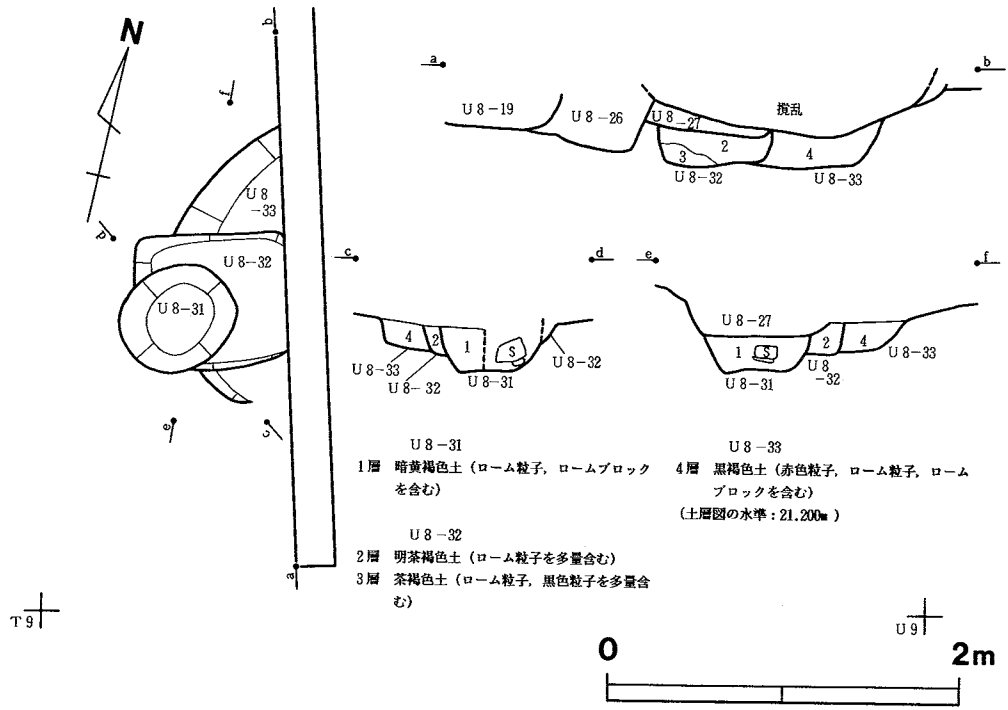 N
b
f
d
e
c
a
U 8
-33
U 8-32
U 8-31
a
b
U 8-19
U 8-26
U 8-27
攪乱
2
3
4
U 8-32
U 8-33
c
d
4
2
1
S
U 8-33
U 8-32
U 8-31
U 8-32
e
f
U 8-27
1
S
2
4
U 8-33
U 8
-32
U 8-31
U 8-31
1層 暗黄褐色土（ローム粒子，ロームブロック
を含む）
U 8-32
2層 明茶褐色土（ローム粒子を多量含む）
3層 茶褐色土（ローム粒子，黒色粒子を多量含
む）
U 8-33
4層 黒褐色土（赤色粒子，ローム粒子，ローム
ブロックを含む）
（土層図の水準：21.200m）
T 9
U 9
0
2m